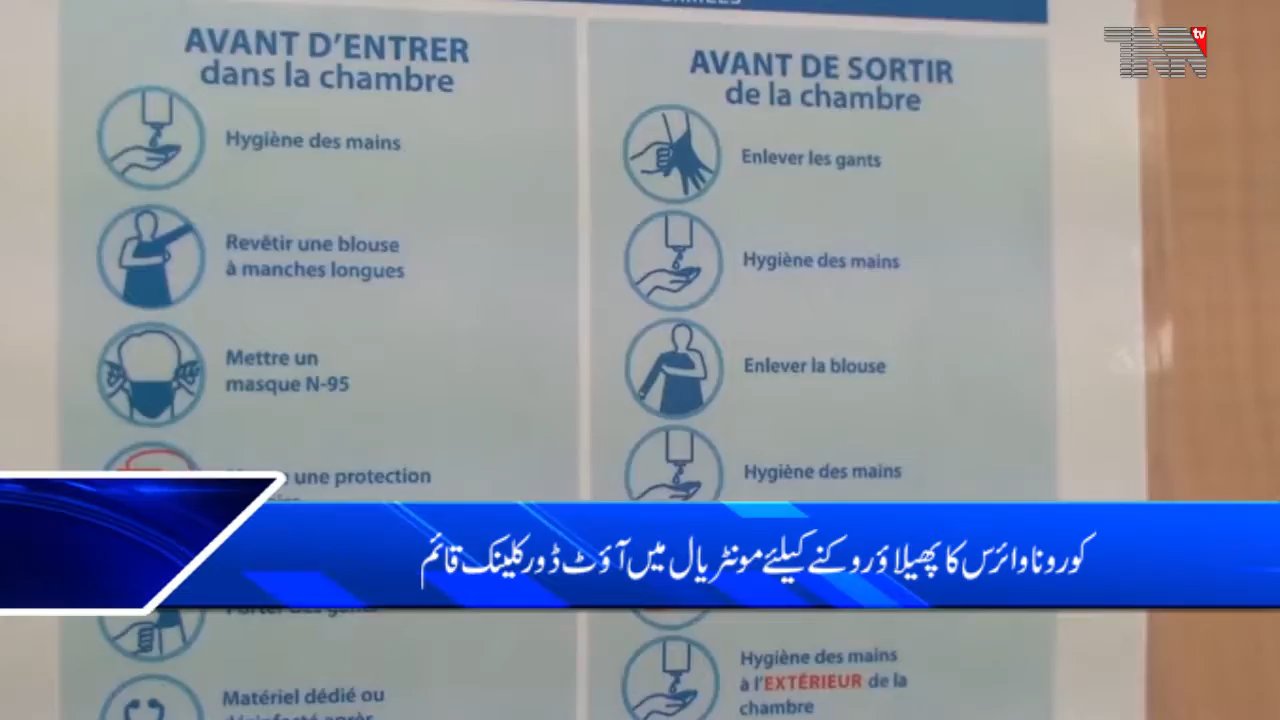 TNN tv
AVANT D'ENTRER
dans la chambre
Hygiène des mains
Revêtir une blouse
à manches longues
Mettre un
masque N-95
une protection
Matériel dédié ou
AVANT DE SORTIR
de la chambre
Enlever les gants
Hygiène des mains
Enlever la blouse
Hygiène des mains
Hygiène des mains
à l'EXTÉRIEUR de la
chambre
کورونا وائرس کا پھیلاؤ روکنے کیلئے مونٹریال میں آؤٹ ڈور کلینک قائم